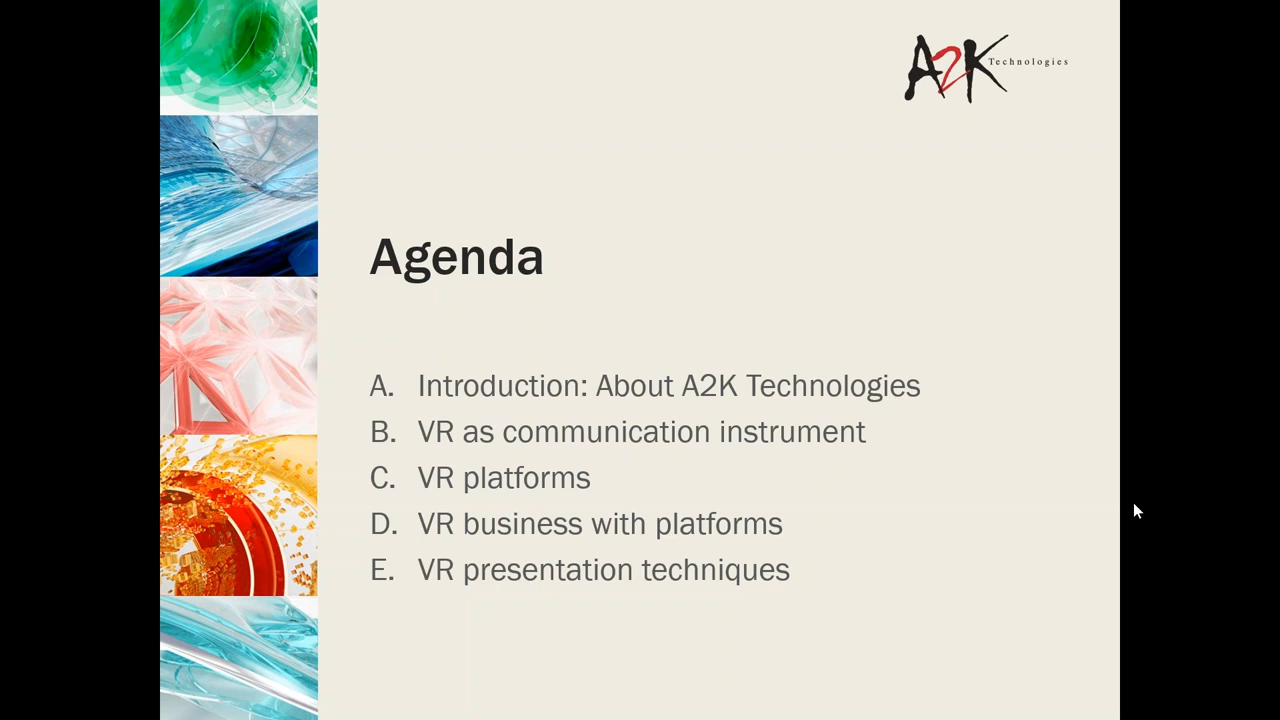 A2K Technologies
Agenda
A. Introduction: About A2K Technologies
B. VR as communication instrument
C. VR platforms
D. VR business with platforms
E. VR presentation techniques